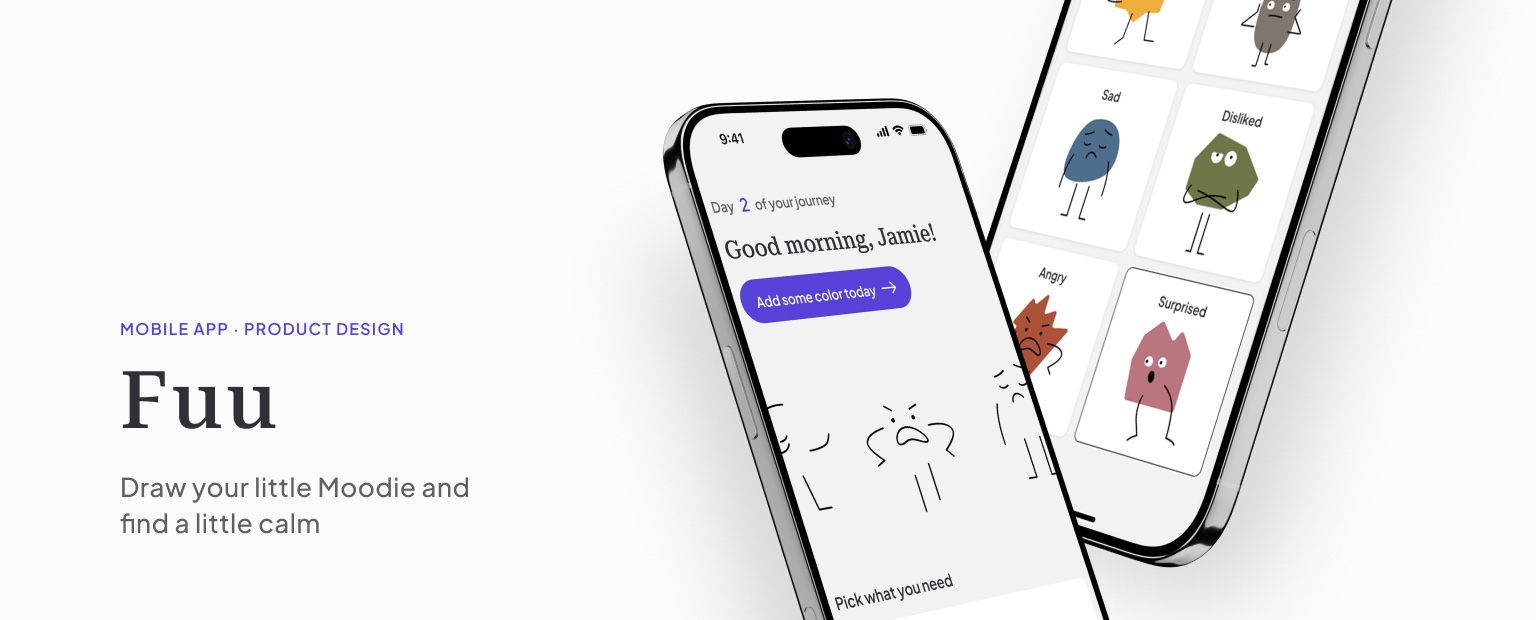 MOBILE APP · PRODUCT DESIGN
Fuu
Draw your little Moodie and
find a little calm
9:41
Day 2 of your journey
Good morning, Jamie!
Add some color today →
Pick what you need
Sad
Disliked
Angry
Surprised